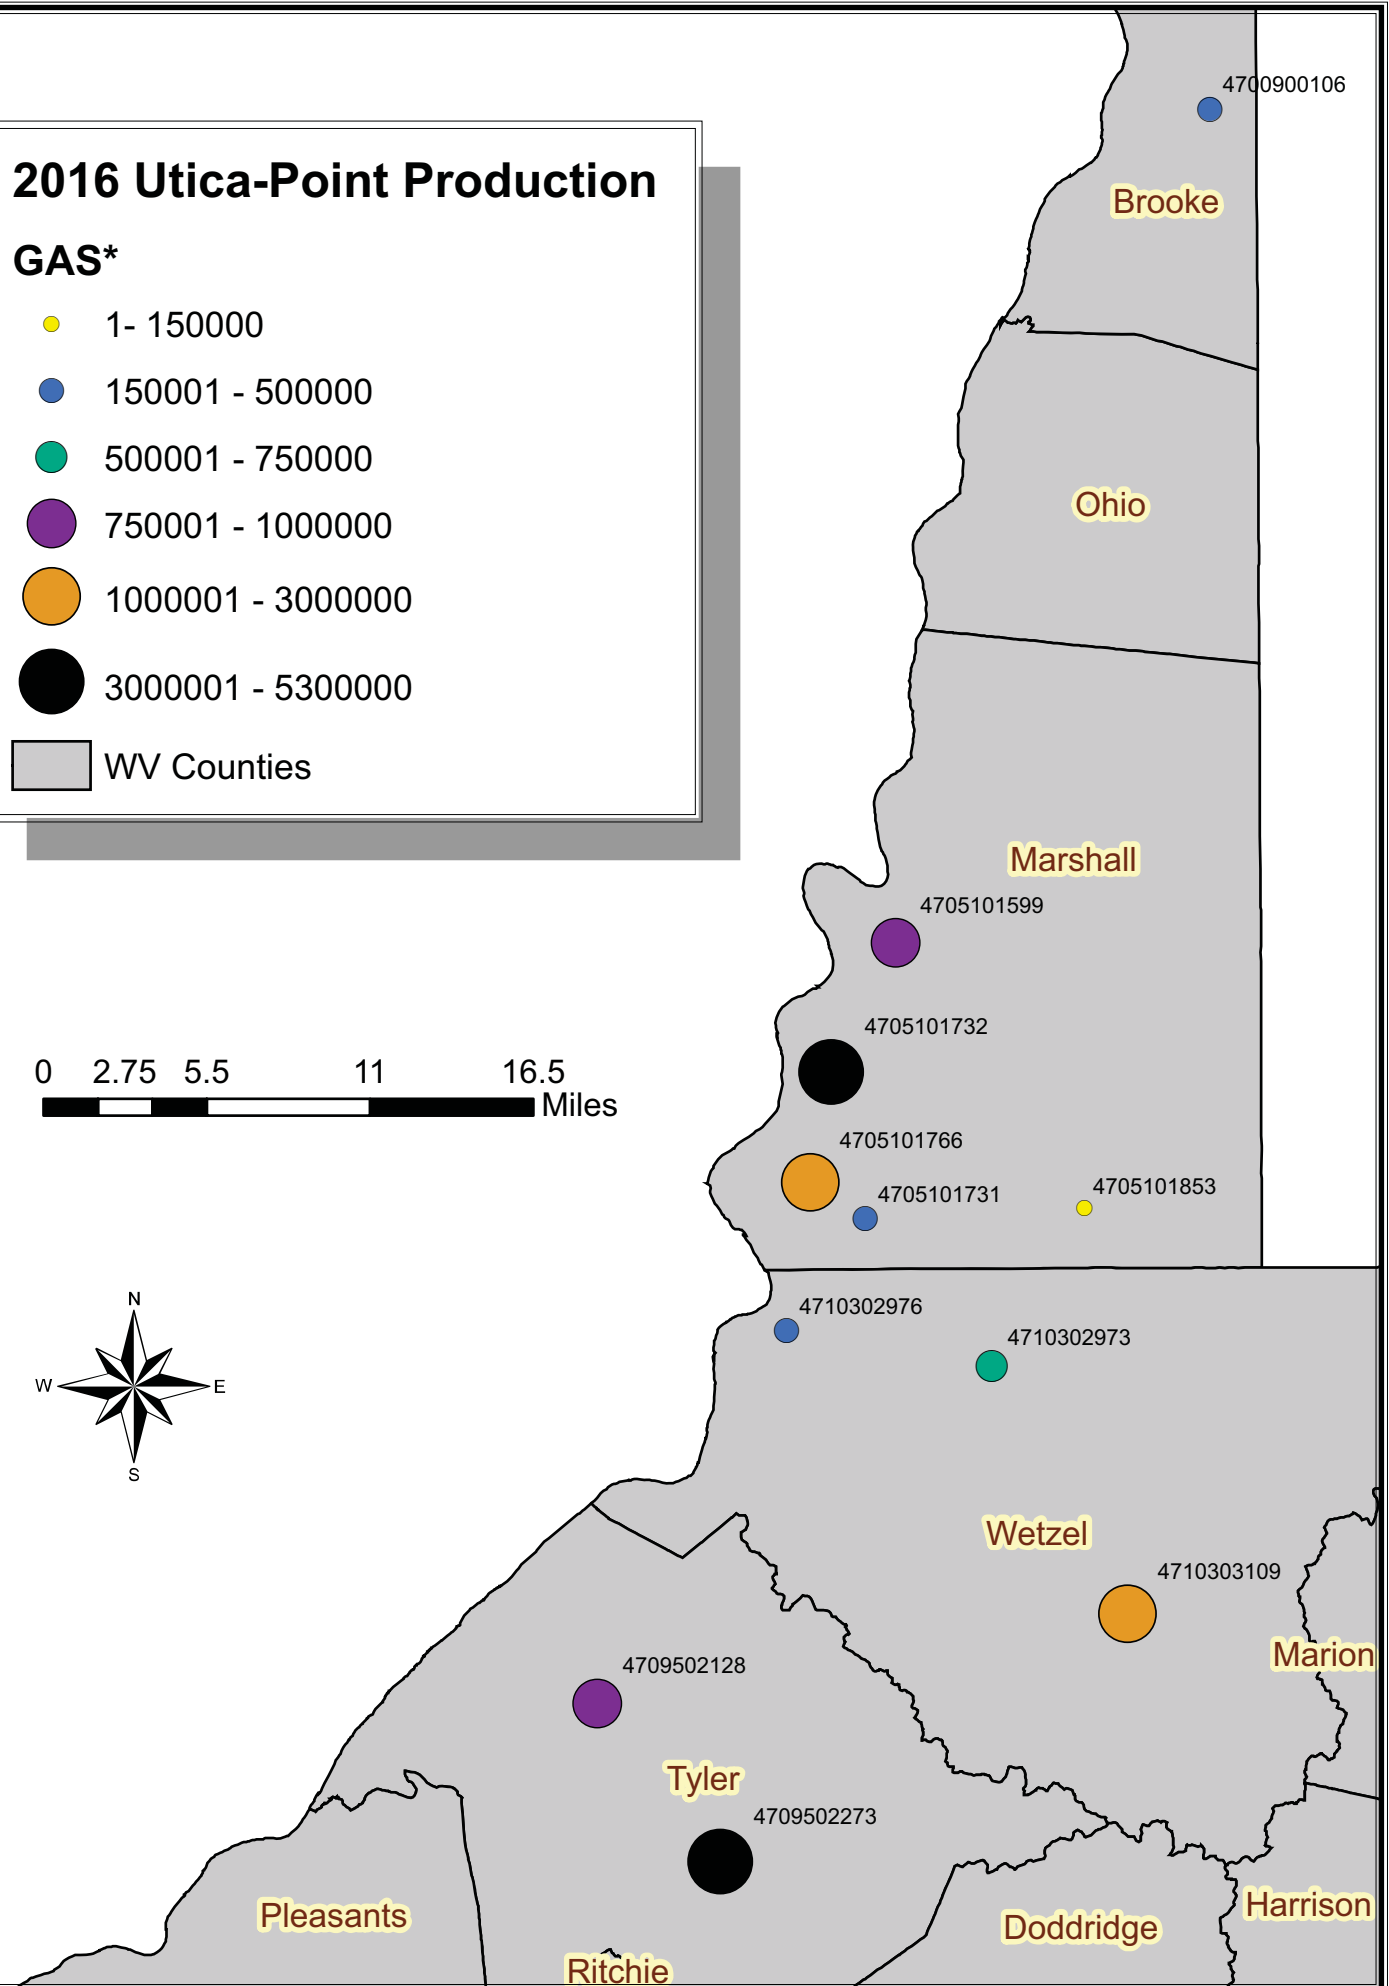 4700900106
2016 Utica-Point Production
Brooke
GAS*
1- 150000
150001 - 500000
500001 - 750000
Ohio
750001 - 1000000
1000001 - 3000000
3000001 - 5300000
WV Counties
Marshall
4705101599
4705101732
0 2.75 5.5 11 16.5
Miles
4705101766
4705101731
4705101853
N
4710302976
4710302973
W E
S
Wetzel
4710303109
Marion
4709502128
Tyler
4709502273
Pleasants
Harrison
Doddridge
Ritchie